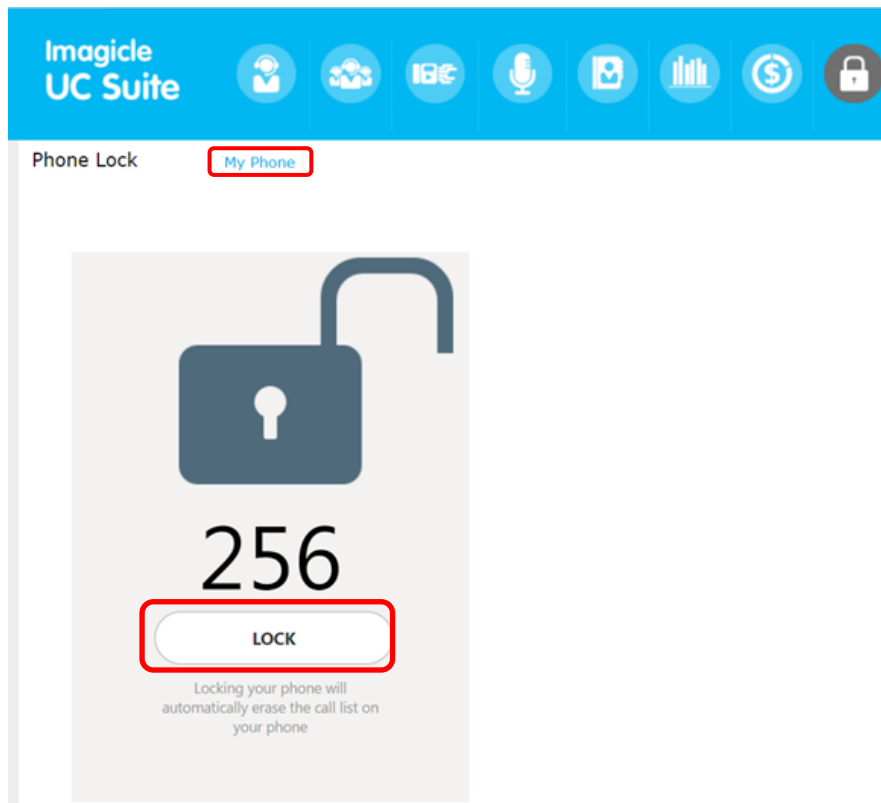 Imagicle
UC Suite
Phone Lock My Phone
256
LOCK
Locking your phone will
automatically erase the call list on
your phone